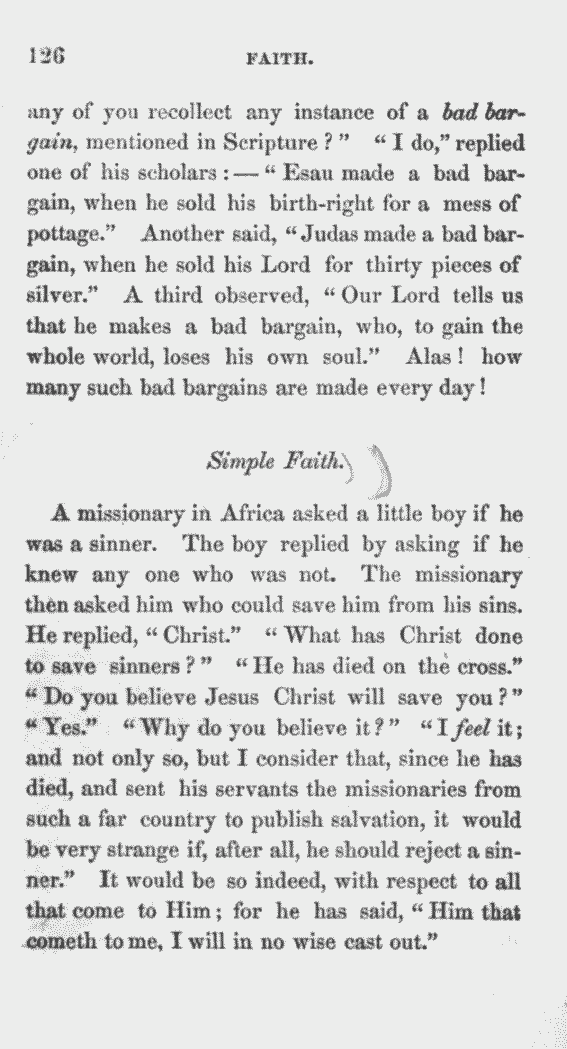 126 FAITH.
any of you recollect any instance of a bad bar-
gain, mentioned in Scripture ? " " I do," replied
one of his scholars : — " Esau made a bad bar-
gain, when he sold his birth-right for a mess of
pottage." Another said, " Judas made a bad bar-
gain, when he sold his Lord for thirty pieces of
silver." A third observed, " Our Lord tells us
that he makes a bad bargain, who, to gain the
whole world, loses his own soul." Alas ! how
many such bad bargains are made every day !
Simple Faith.
A missionary in Africa asked a little boy if he
was a sinner. The boy replied by asking if he
knew any one who was not. The missionary
then asked him who could save him from his sins.
He replied, " Christ." " What has Christ done
to save sinners ? " " He has died on the cross."
" Do you believe Jesus Christ will save you ? "
" Yes." " Why do you believe it ? " " I feel it ;
and not only so, but I consider that, since he has
died, and sent his servants the missionaries from
such a far country to publish salvation, it would
be very strange if, after all, he should reject a sin-
ner." It would be so indeed, with respect to all
that come to Him ; for he has said, " Him that
cometh to me, I will in no wise cast out."